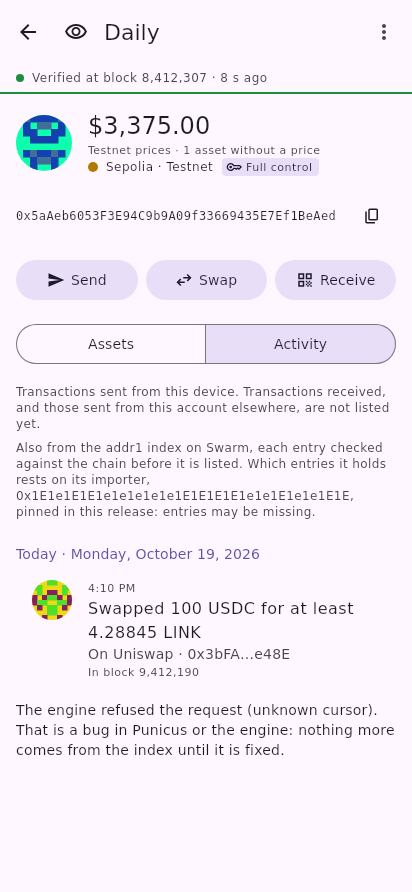 Daily
Verified at block 8,412,307 · 8 s ago
$3,375.00
Testnet prices · 1 asset without a price
Sepolia · Testnet Full control
0x5aAeb6053F3E94C9b9A09f33669435E7Ef1BeAed
Send Swap Receive
Assets Activity
Transactions sent from this device. Transactions received,
and those sent from this account elsewhere, are not listed
yet.
Also from the addr1 index on Swarm, each entry checked
against the chain before it is listed. Which entries it holds
rests on its importer,
0x1E1e1E1E1e1e1e1e1e1E1E1E1E1e1e1E1e1e1E1E,
pinned in this release: entries may be missing.
Today · Monday, October 19, 2026
4:10 PM
Swapped 100 USDC for at least
4.28845 LINK
On Uniswap · 0x3bFA…e48E
In block 9,412,190
The engine refused the request (unknown cursor).
That is a bug in Punicus or the engine: nothing more
comes from the index until it is fixed.